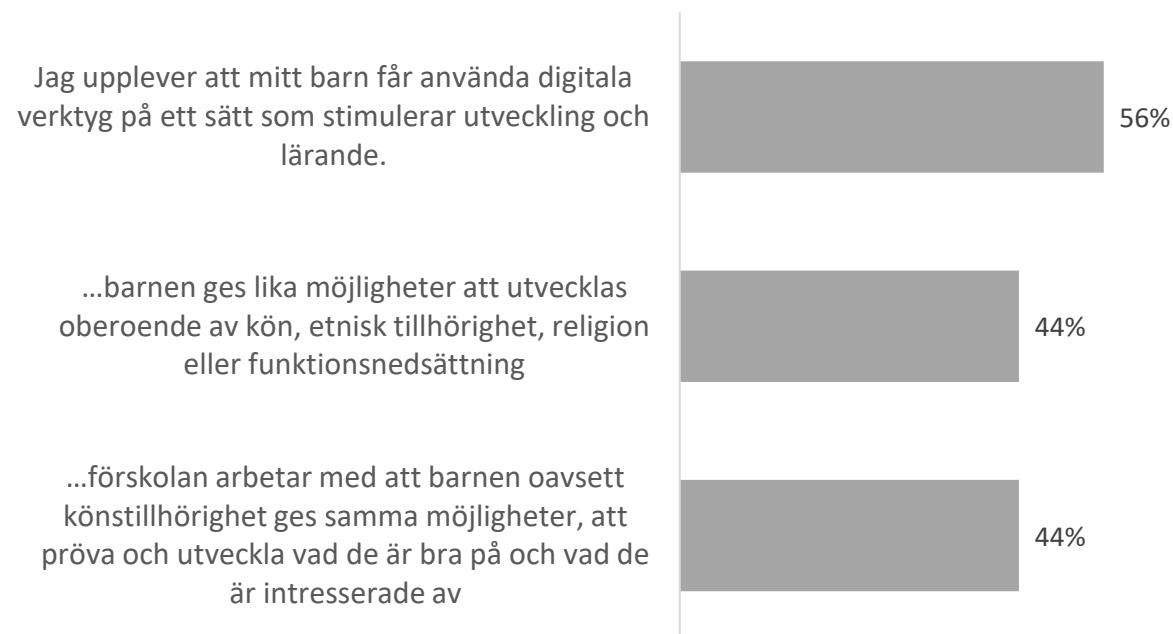 Jag upplever att mitt barn får använda digitala
verktyg på ett sätt som stimulerar utveckling och
lärande.
56%
…barnen ges lika möjligheter att utvecklas
oberoende av kön, etnisk tillhörighet, religion
eller funktionsnedsättning
44%
…förskolan arbetar med att barnen oavsett
könstillhörighet ges samma möjligheter, att
pröva och utveckla vad de är bra på och vad de
är intresserade av
44%